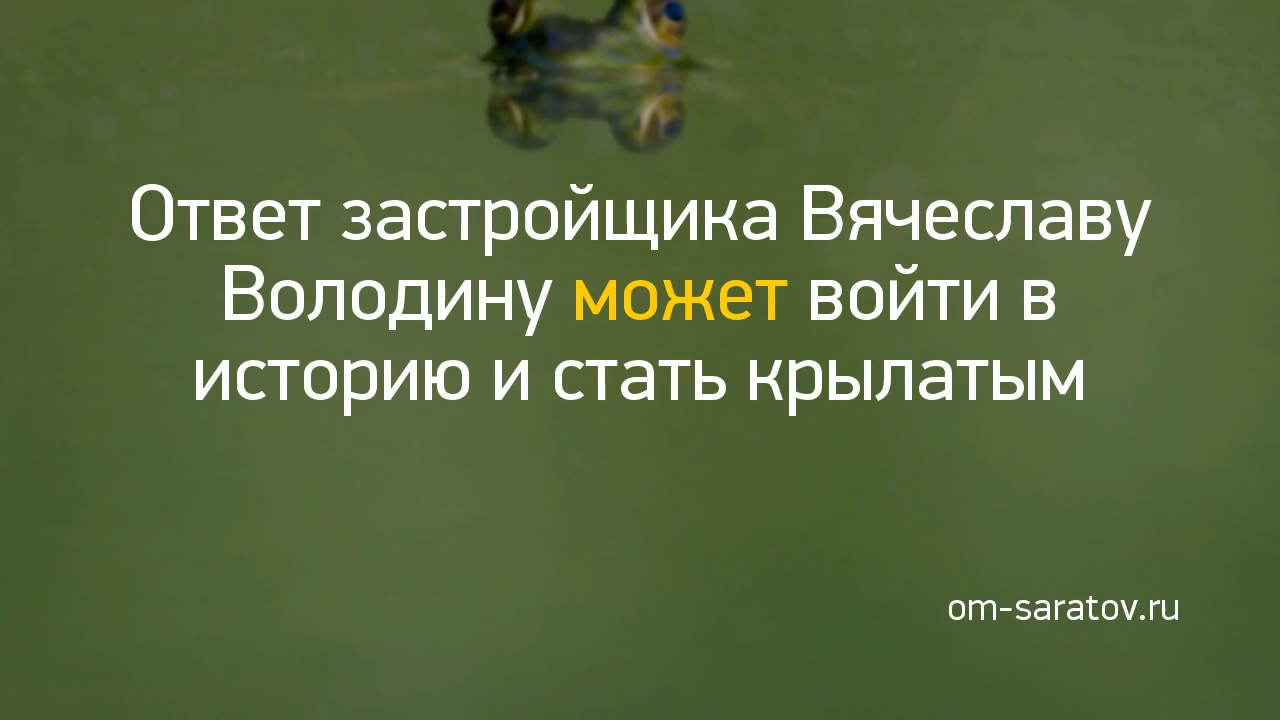 Ответ застройщика Вячеславу
Володину может войти в
историю и стать крылатым
om-saratov.ru